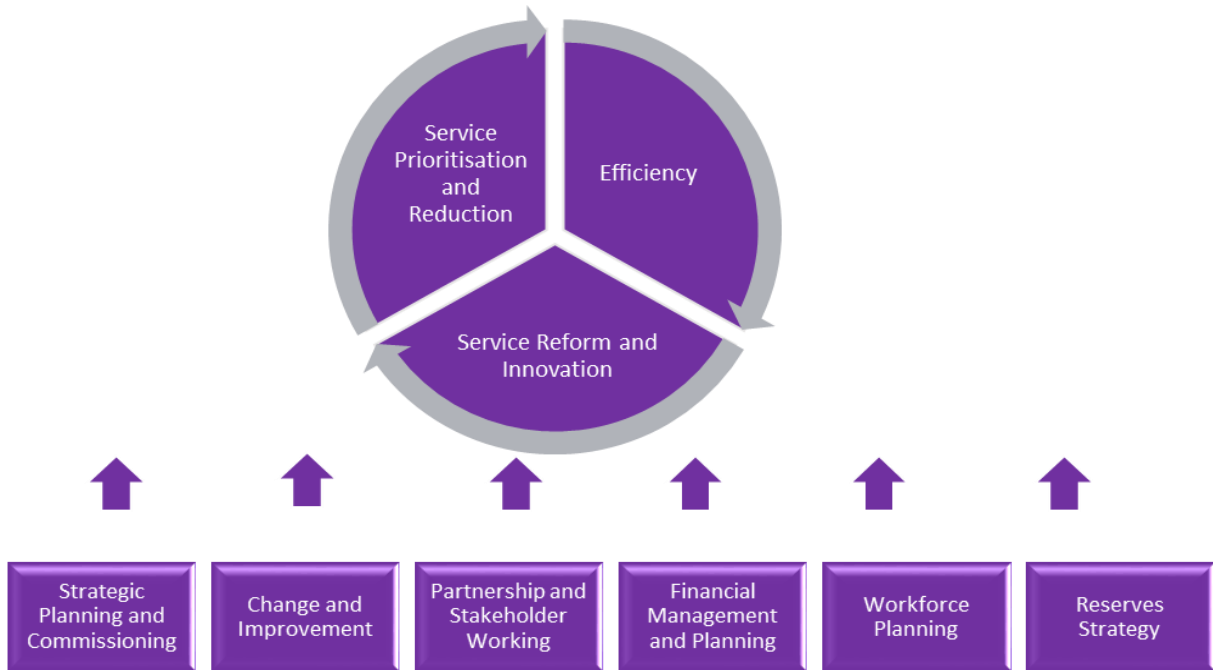 Service
Prioritisation
and
Reduction
Efficiency
Service Reform and
Innovation
Strategic
Planning and
Commissioning
Change and
Improvement
Partnership and
Stakeholder
Working
Financial
Management
and Planning
Workforce
Planning
Reserves
Strategy